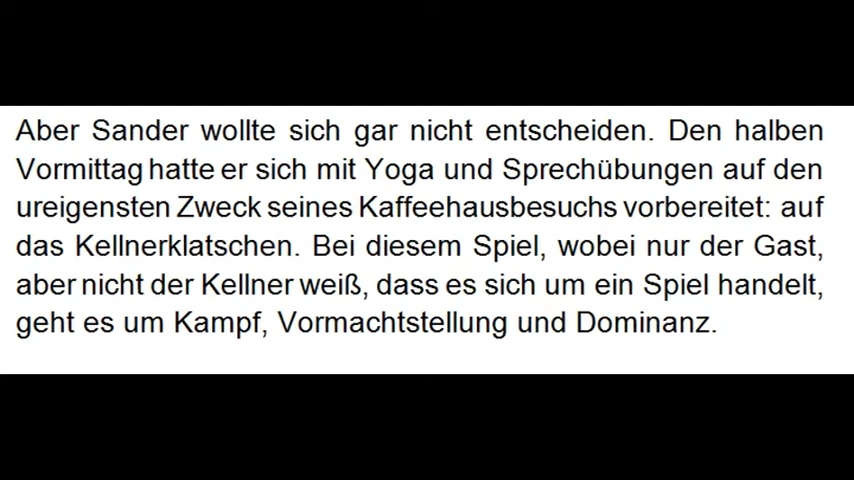 Aber Sander wollte sich gar nicht entscheiden. Den halben
Vormittag hatte er sich mit Yoga und Sprechübungen auf den
ureigensten Zweck seines Kaffeehausbesuchs vorbereitet: auf
das Kellnerklatschen. Bei diesem Spiel, wobei nur der Gast,
aber nicht der Kellner weiß, dass es sich um ein Spiel handelt,
geht es um Kampf, Vormachtstellung und Dominanz.